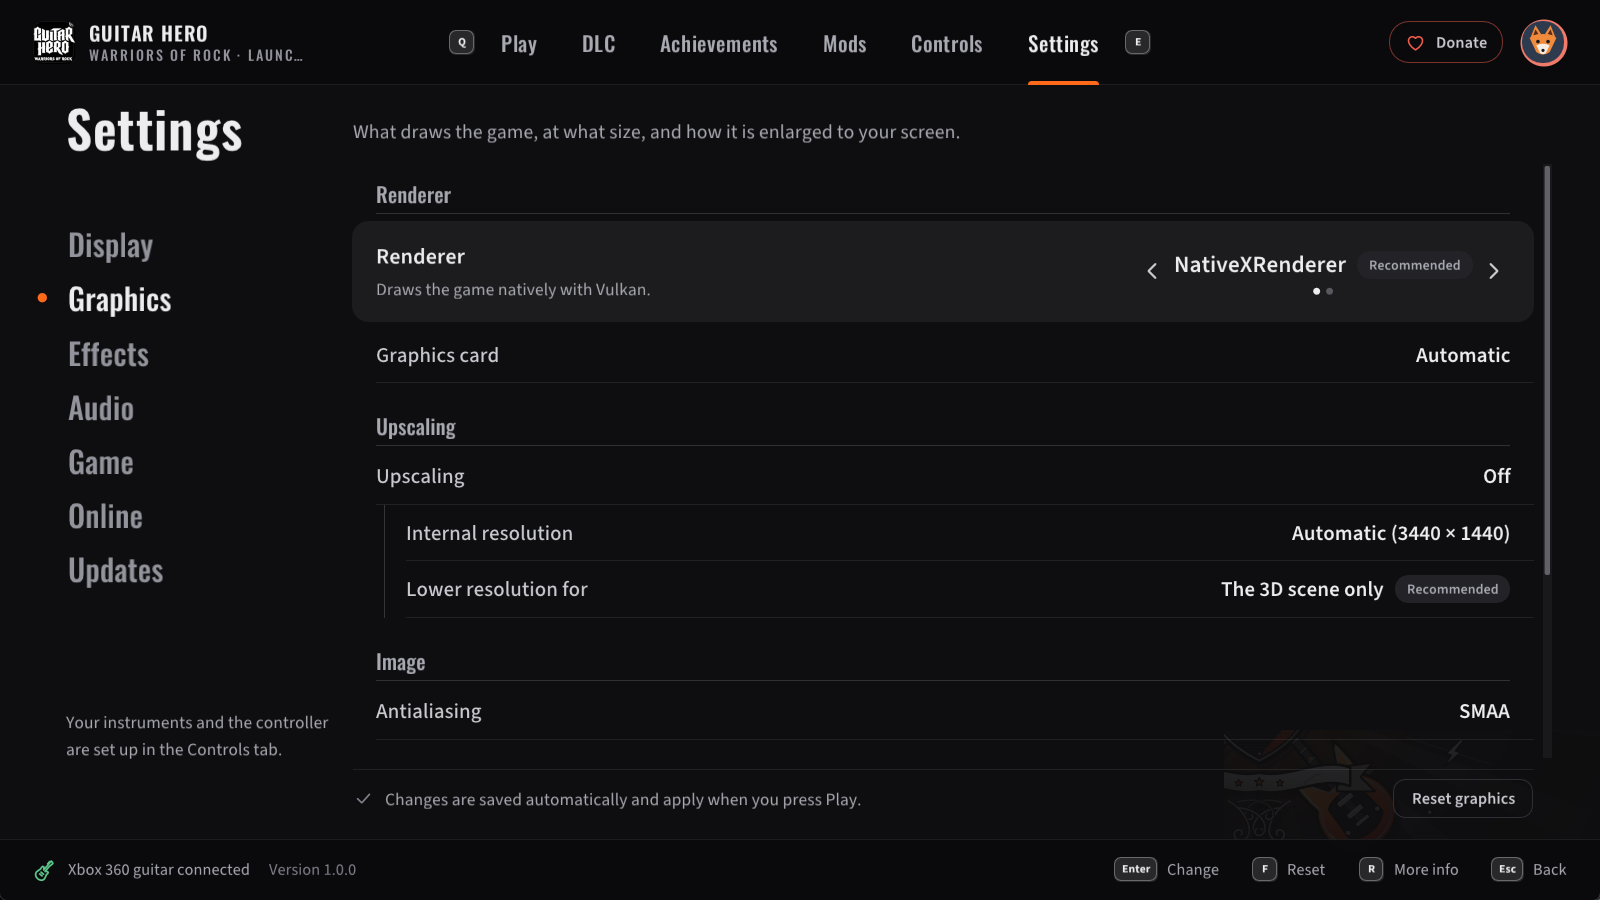 GUITAR HERO
WARRIORS OF ROCK
GUITAR HERO
WARRIORS OF ROCK · LAUNC...
Q Play DLC Achievements Mods Controls Settings E
Donate
Settings
What draws the game, at what size, and how it is enlarged to your screen.
Display
Graphics
Effects
Audio
Game
Online
Updates
Your instruments and the controller
are set up in the Controls tab.
Renderer
Renderer
Draws the game natively with Vulkan.
NativeXRenderer Recommended
Graphics card Automatic
Upscaling
Upscaling Off
Internal resolution Automatic (3440 × 1440)
Lower resolution for The 3D scene only Recommended
Image
Antialiasing SMAA
Changes are saved automatically and apply when you press Play.
Reset graphics
Xbox 360 guitar connected Version 1.0.0
Enter Change F Reset R More info Esc Back